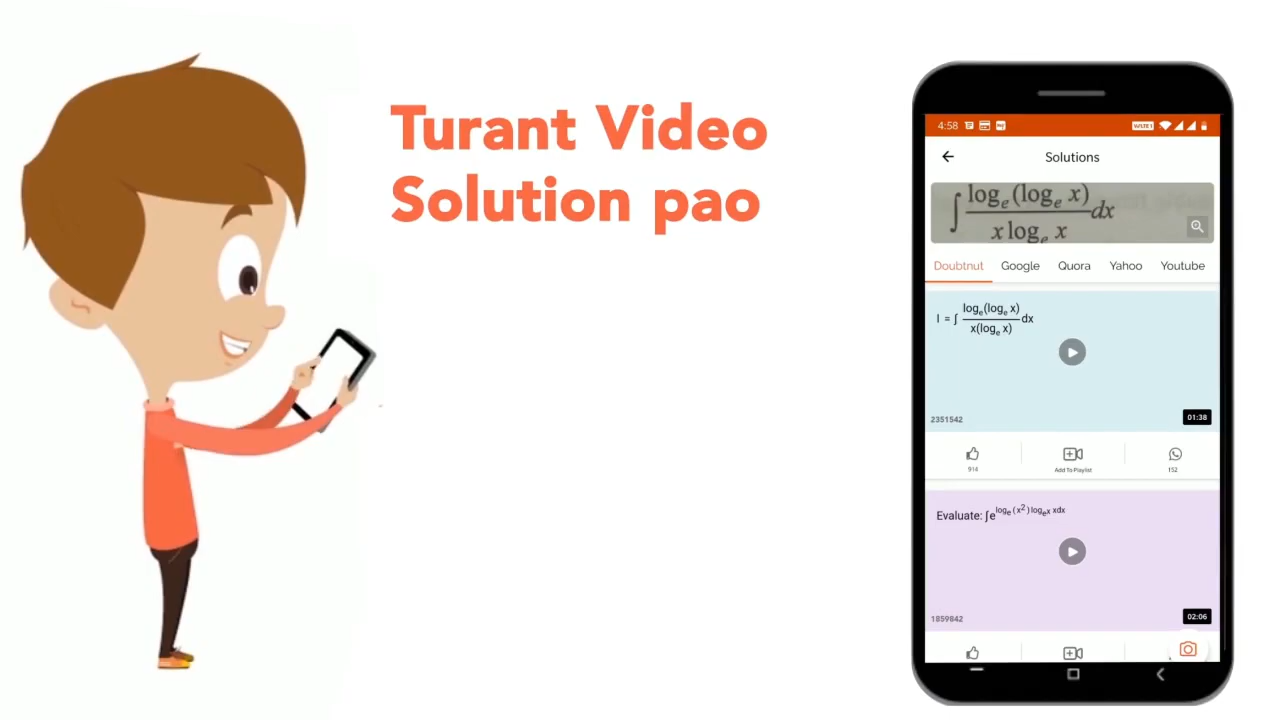 Turant Video
Solution pao
4:58
Solutions
∫ logₑ(logₑ x) / x logₑ x dx
Doubtnut Google Quora Yahoo Youtube
I = ∫ logₑ(logₑ x) / x(logₑ x) dx
2351542 01:38
914 Add To Playlist 152
Evaluate: ∫e^logₑ(x²)logₑx xdx
1859842 02:06